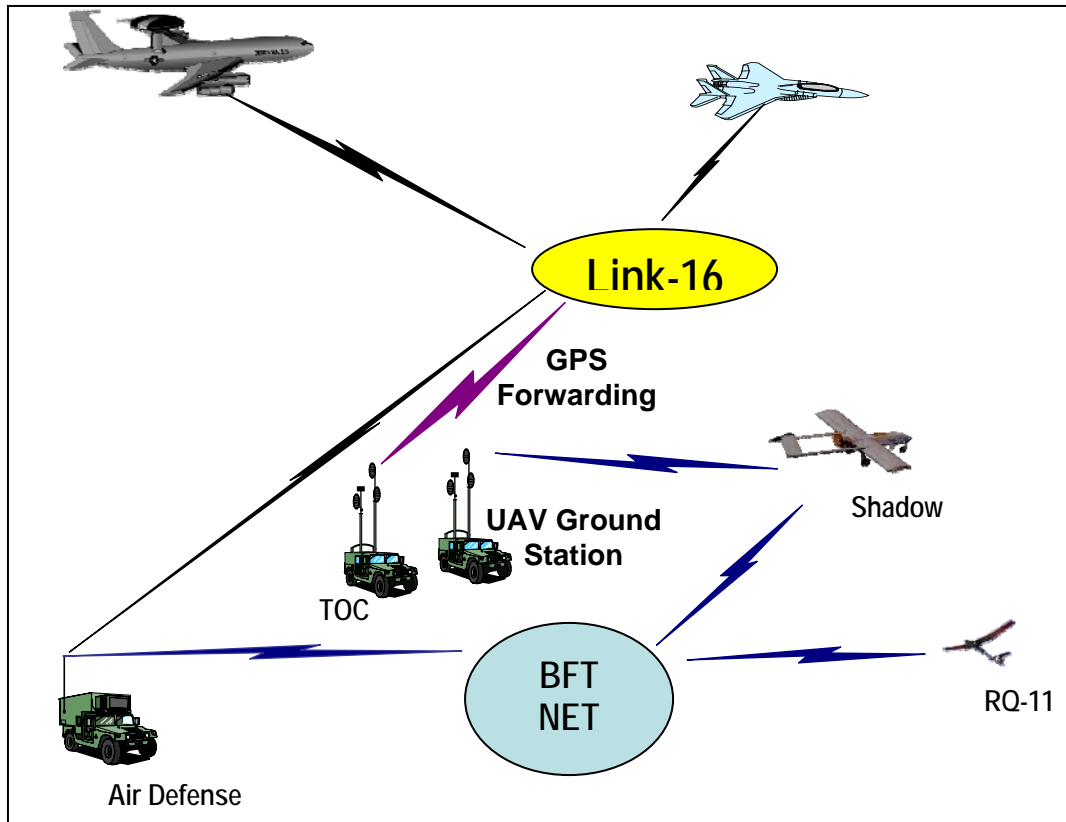 Link-16
GPS
Forwarding
UAV Ground
Station
Shadow
TOC
BFT
NET
RQ-11
Air Defense